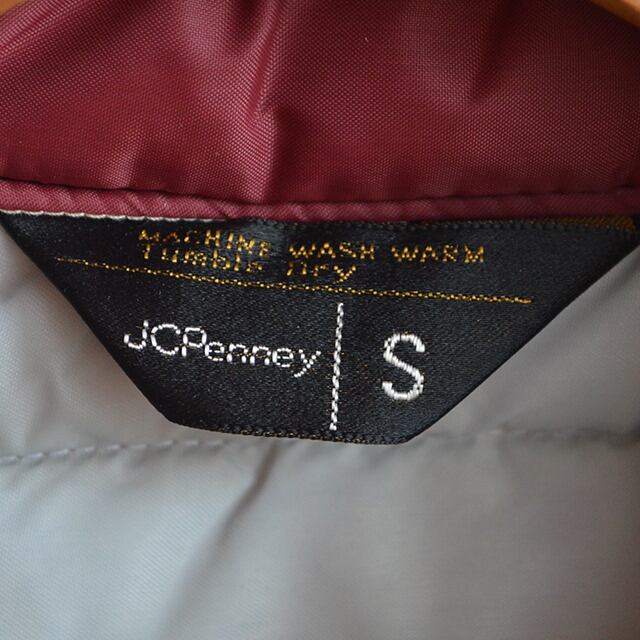 MACHINE WASH WARM
Tumble Dry
JCPenney S